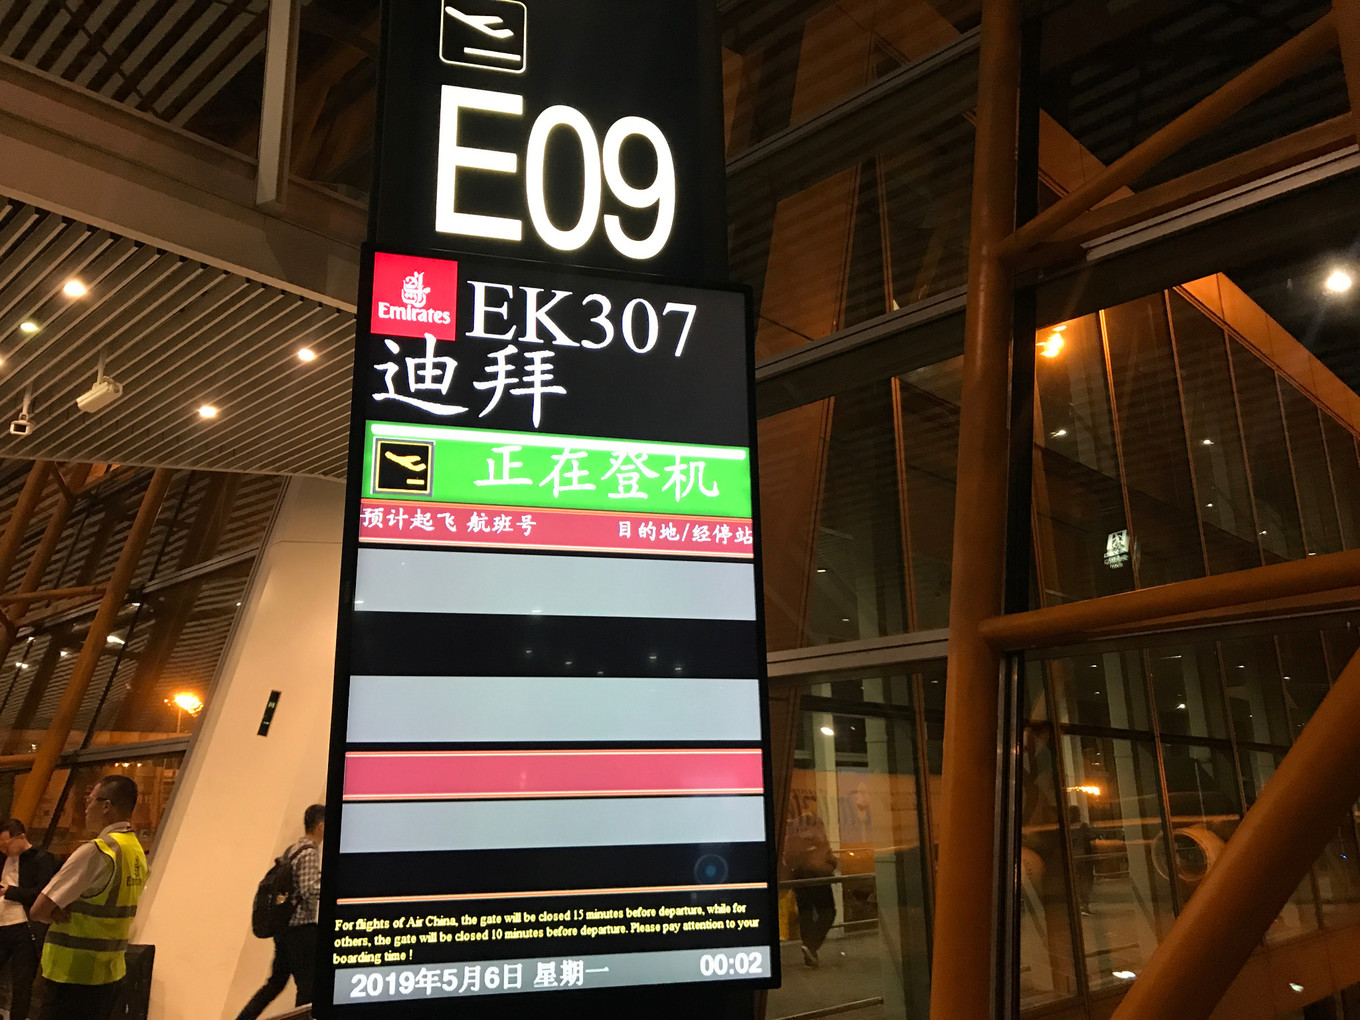 E09
Emirates
EK307
迪拜
正在登机
预计起飞 航班号 目的地/经停站
For flights of Air China, the gate will be closed 15 minutes before departure, while for
others, the gate will be closed 10 minutes before departure. Please pay attention to your
boarding time !
2019年5月6日 星期一 00:02